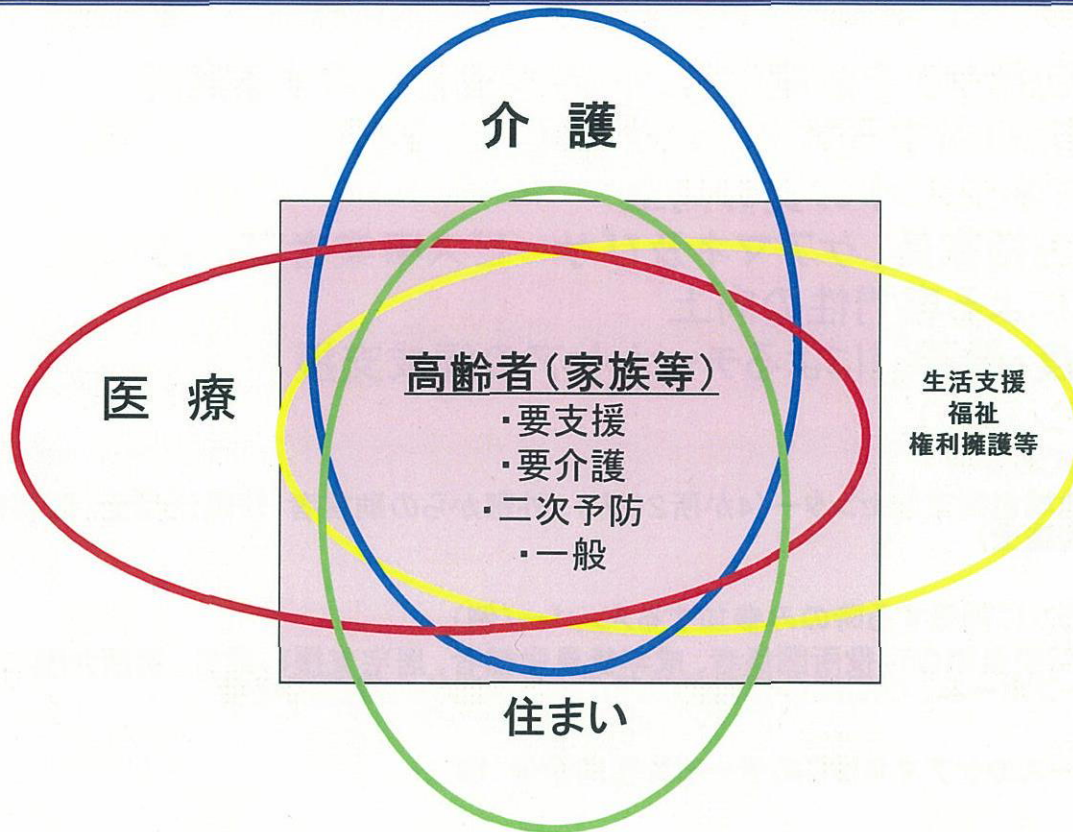 介 護
医 療
高齢者(家族等)
・要支援
・要介護
・二次予防
・一般
生活支援
福祉
権利擁護等
住まい